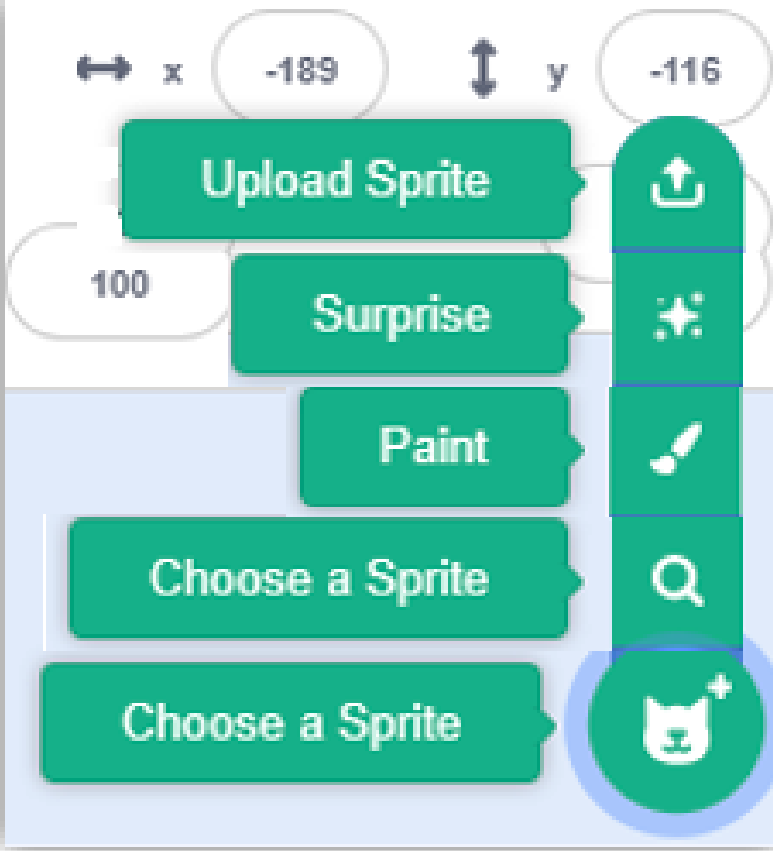 x -189 y -116
Upload Sprite
100
Surprise
Paint
Choose a Sprite
Choose a Sprite